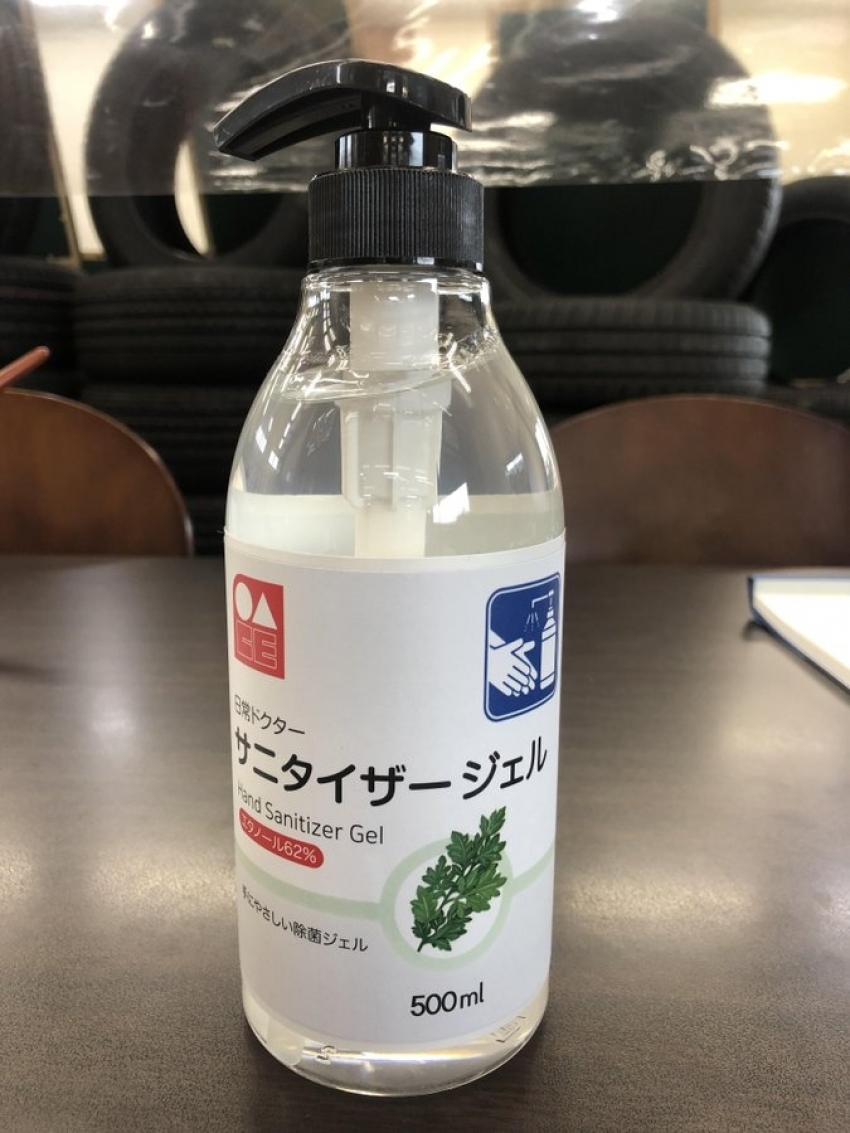 日常ドクター
サニタイザージェル
Hand Sanitizer Gel
エタノール62%
手にやさしい除菌ジェル
500ml